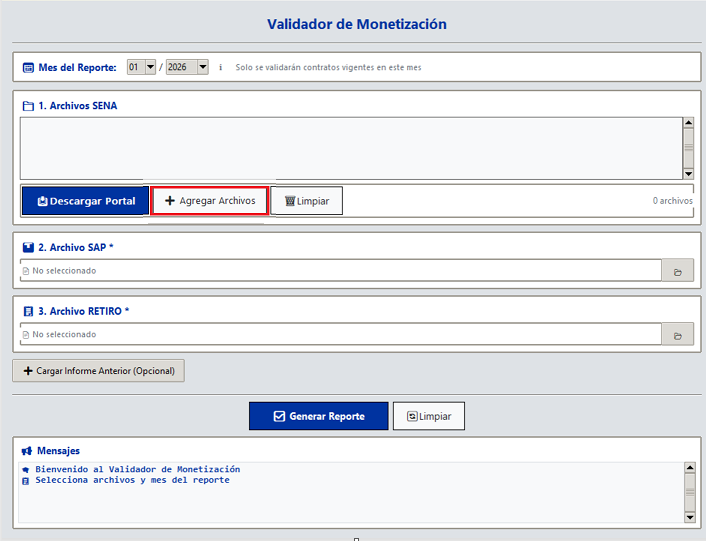 Validador de Monetización
Mes del Reporte: 01 / 2026 i Solo se validarán contratos vigentes en este mes
1. Archivos SENA
Descargar Portal Agregar Archivos Limpiar 0 archivos
2. Archivo SAP *
No seleccionado
3. Archivo RETIRO *
No seleccionado
Cargar Informe Anterior (Opcional)
Generar Reporte Limpiar
Mensajes
Bienvenido al Validador de Monetización
Selecciona archivos y mes del reporte